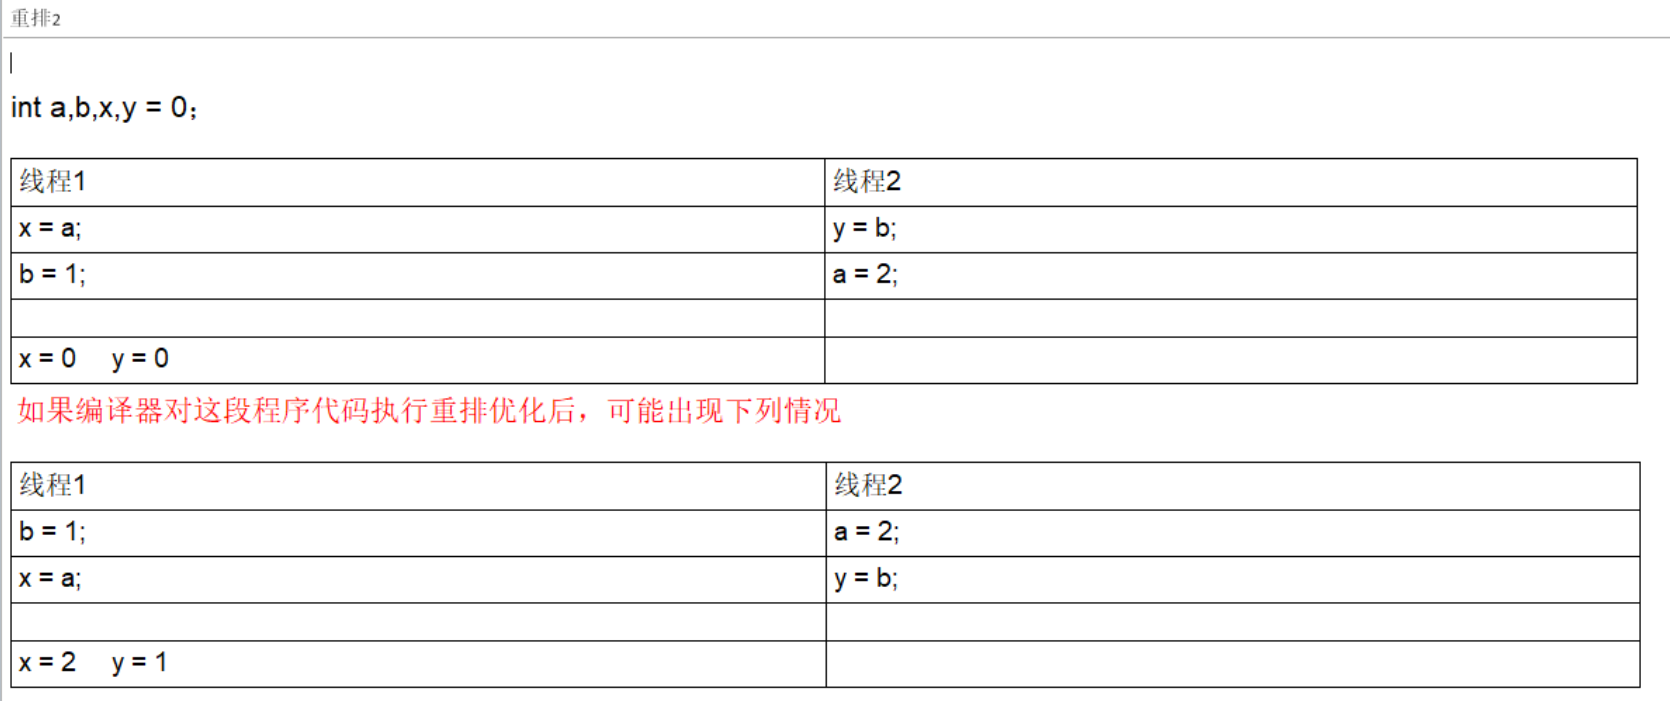 重排2
int a,b,x,y = 0；
线程1 线程2
x = a; y = b;
b = 1; a = 2;
x = 0 y = 0
如果编译器对这段程序代码执行重排优化后，可能出现下列情况
线程1 线程2
b = 1; a = 2;
x = a; y = b;
x = 2 y = 1